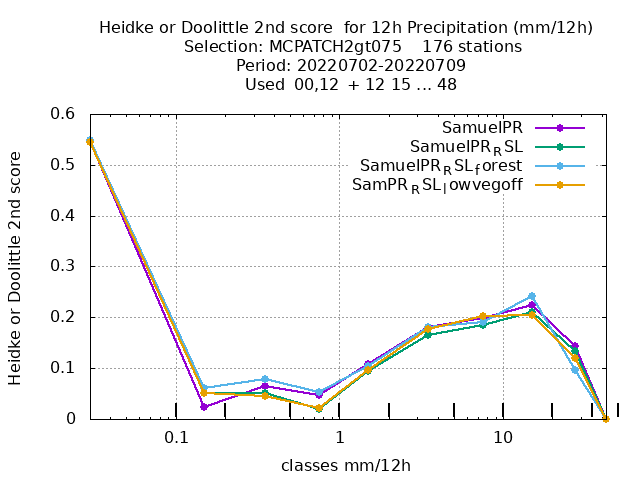 Heidke or Doolittle 2nd score  for 12h Precipitation (mm/12h)
Selection: MCPATCH2gt075    176 stations
Period: 20220702-20220709
Used  00,12  + 12 15 ... 48
SamuelPR
SamuelPR_RSL
SamuelPR_RSL_forest
SamPR_RSL_lowvegoff
Heidke or Doolittle 2nd score
0.6
0.5
0.4
0.3
0.2
0.1
0
0.1 1 10
classes mm/12h